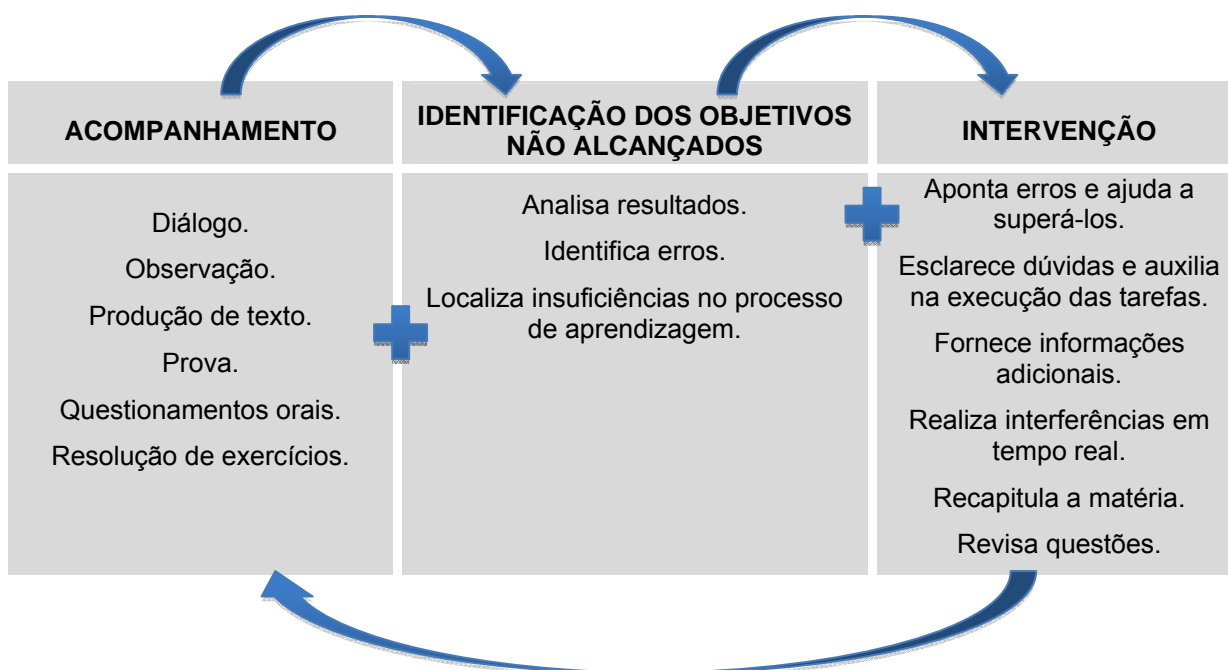 ACOMPANHAMENTO
Diálogo.
Observação.
Produção de texto.
Prova.
Questionamentos orais.
Resolução de exercícios.
IDENTIFICAÇÃO DOS OBJETIVOS
NÃO ALCANÇADOS
Analisa resultados.
Identifica erros.
Localiza insuficiências no processo
de aprendizagem.
INTERVENÇÃO
Aponta erros e ajuda a
superá-los.
Esclarece dúvidas e auxilia
na execução das tarefas.
Fornece informações
adicionais.
Realiza interferências em
tempo real.
Recapitula a matéria.
Revisa questões.